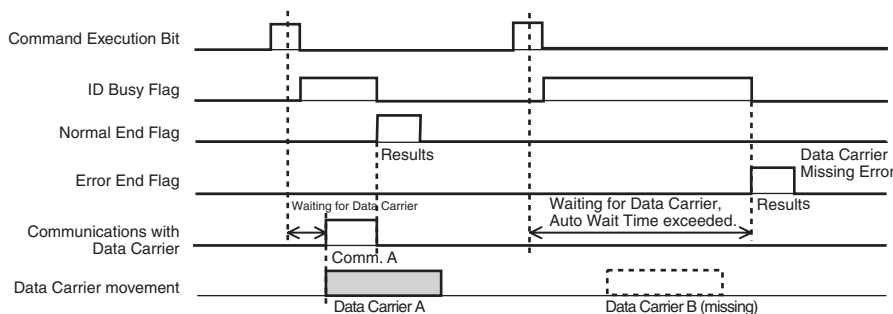 Command Execution Bit
ID Busy Flag
Normal End Flag
Results
Data Carrier
Missing Error
Error End Flag
Waiting for Data Carrier
Waiting for Data Carrier,
Auto Wait Time exceeded.
Results
Communications with
Data Carrier
Comm. A
Data Carrier movement
Data Carrier A
Data Carrier B (missing)